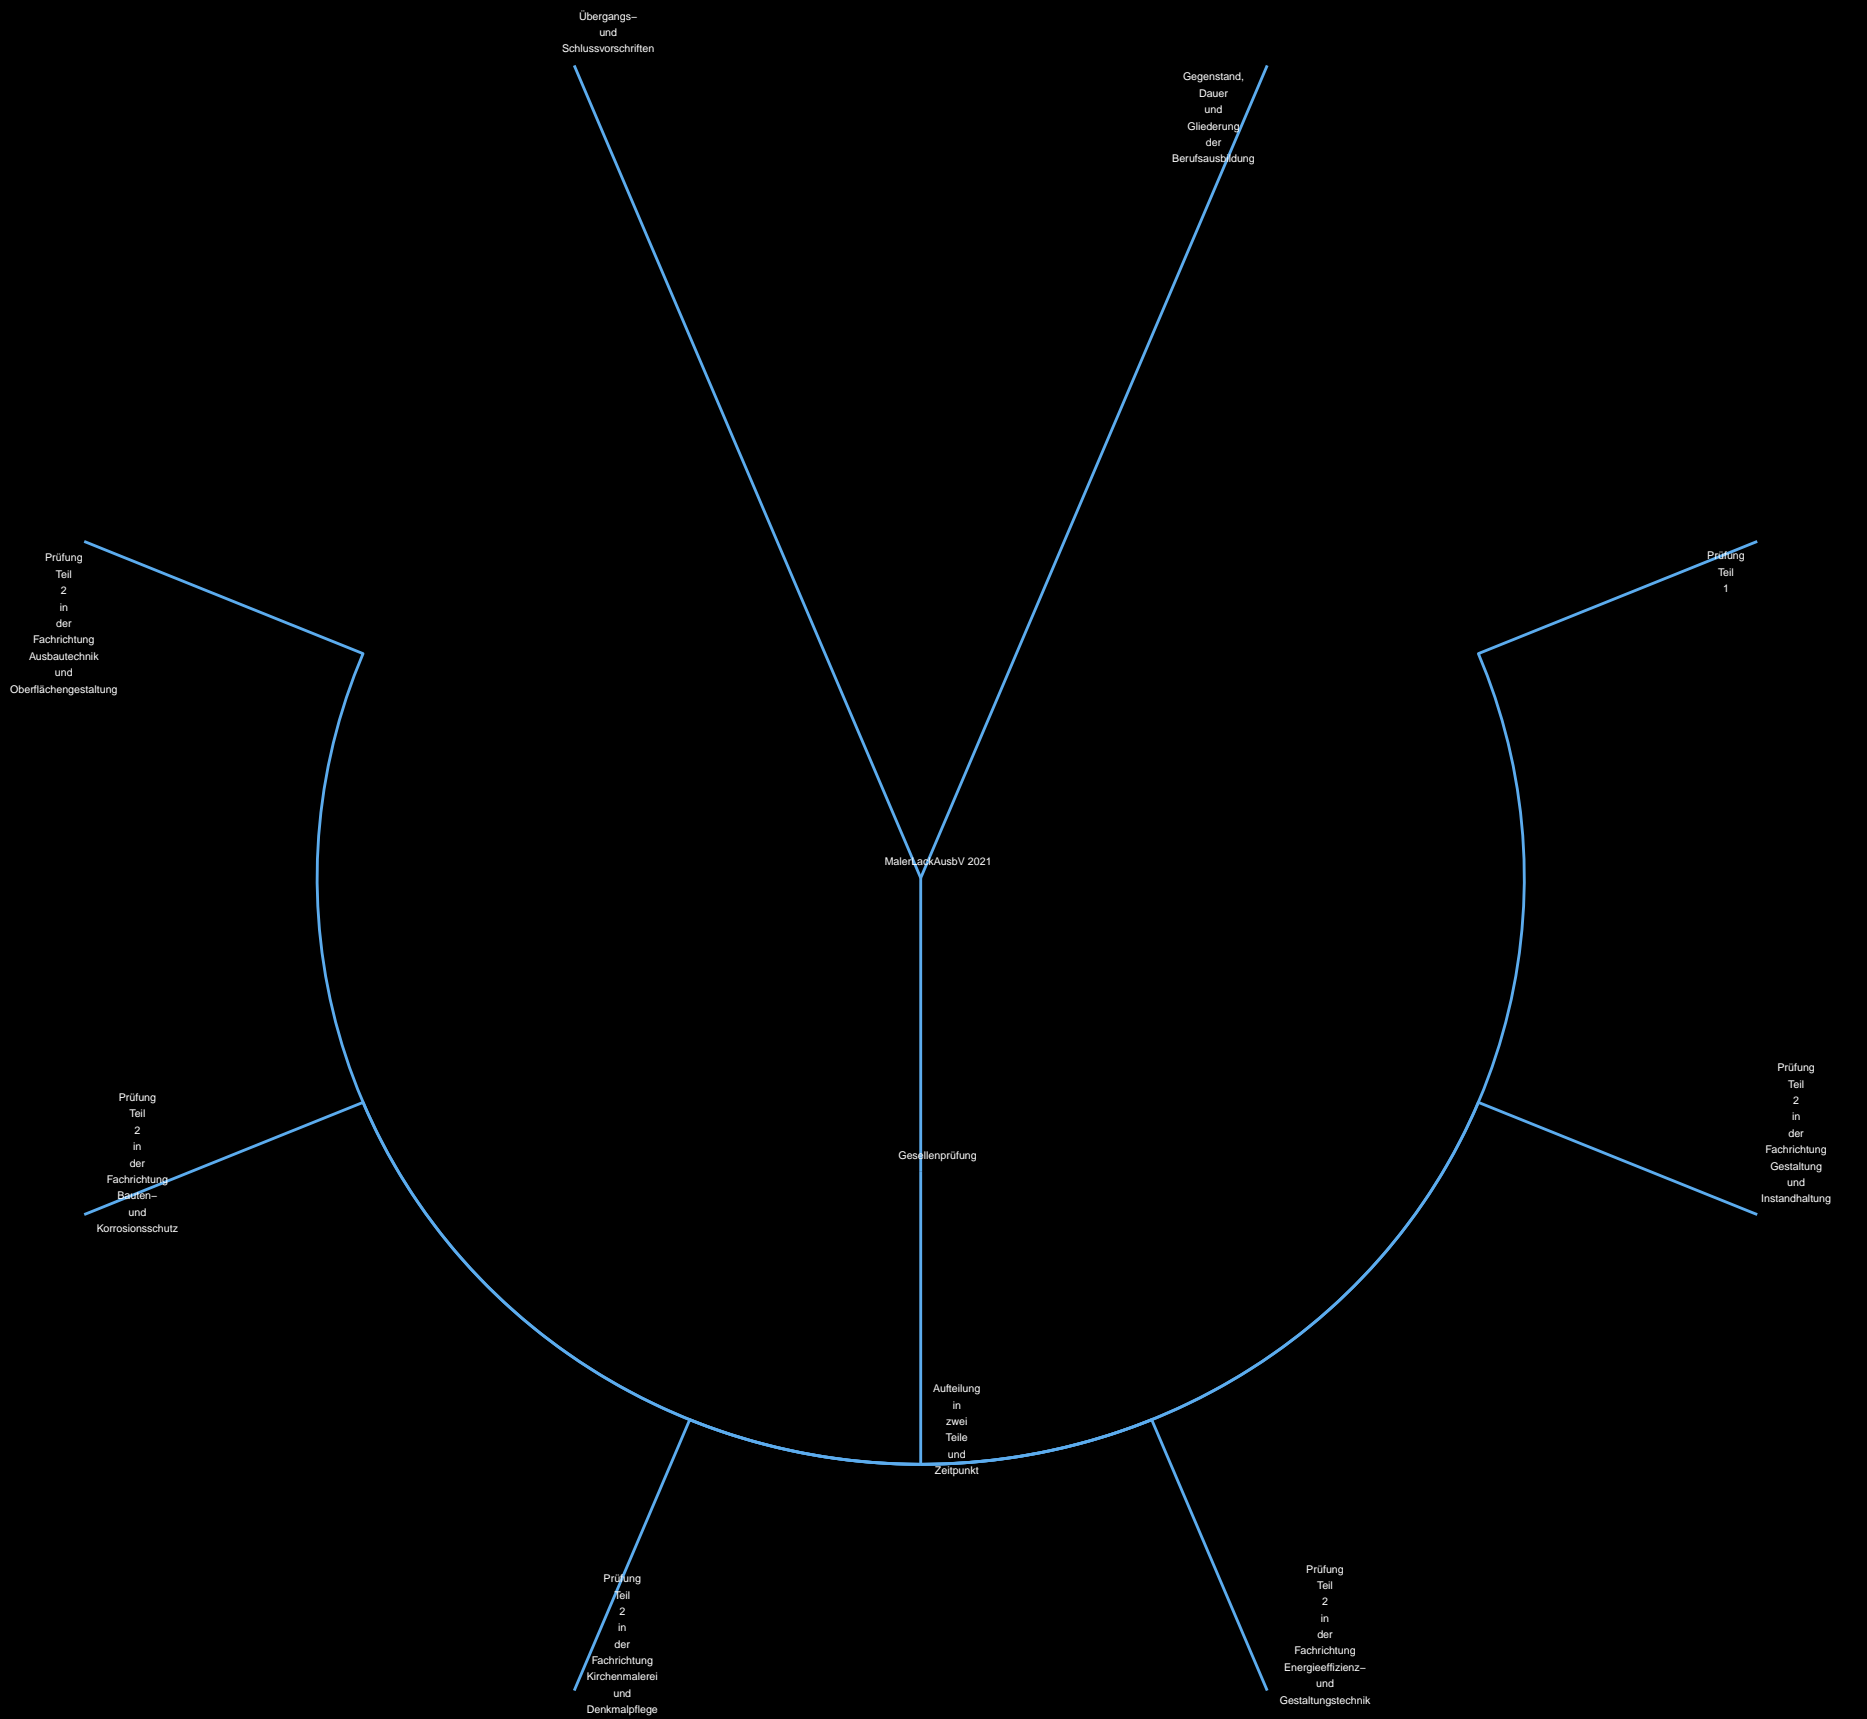 Übergangs–
und
Schlussvorschriften
Gegenstand,
Dauer
und
Gliederung
der
Berufsausbildung
Prüfung
Teil
2
in
der
Fachrichtung
Ausbautechnik
und
Oberflächengestaltung
Prüfung
Teil
1
MalerLackAusbV 2021
Prüfung
Teil
2
in
der
Fachrichtung
Bauten–
und
Korrosionsschutz
Gesellenprüfung
Prüfung
Teil
2
in
der
Fachrichtung
Gestaltung
und
Instandhaltung
Aufteilung
in
zwei
Teile
und
Zeitpunkt
Prüfung
Teil
2
in
der
Fachrichtung
Kirchenmalerei
und
Denkmalpflege
Prüfung
Teil
2
in
der
Fachrichtung
Energieeffizienz–
und
Gestaltungstechnik